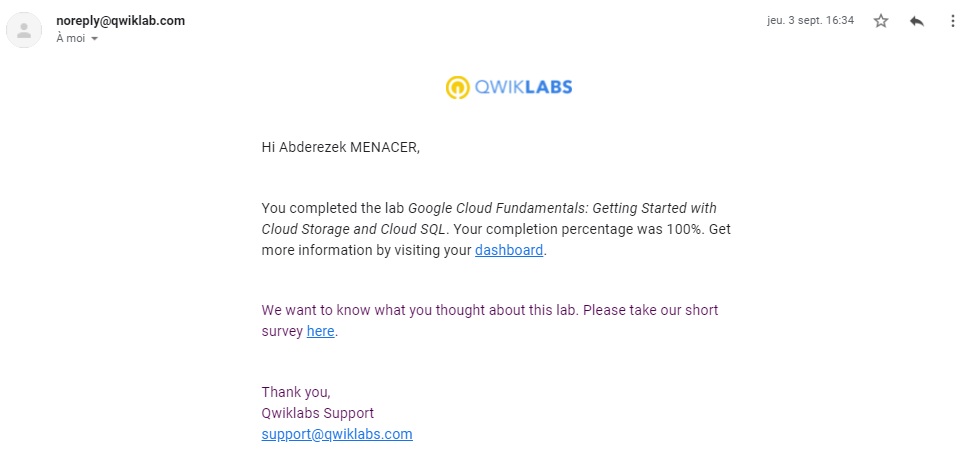 noreply@qwiklab.com
jeu. 3 sept. 16:34
À moi
QWIKLABS
Hi Abderezek MENACER,
You completed the lab Google Cloud Fundamentals: Getting Started with
Cloud Storage and Cloud SQL. Your completion percentage was 100%. Get
more information by visiting your dashboard.
We want to know what you thought about this lab. Please take our short
survey here.
Thank you,
Qwiklabs Support
support@qwiklabs.com